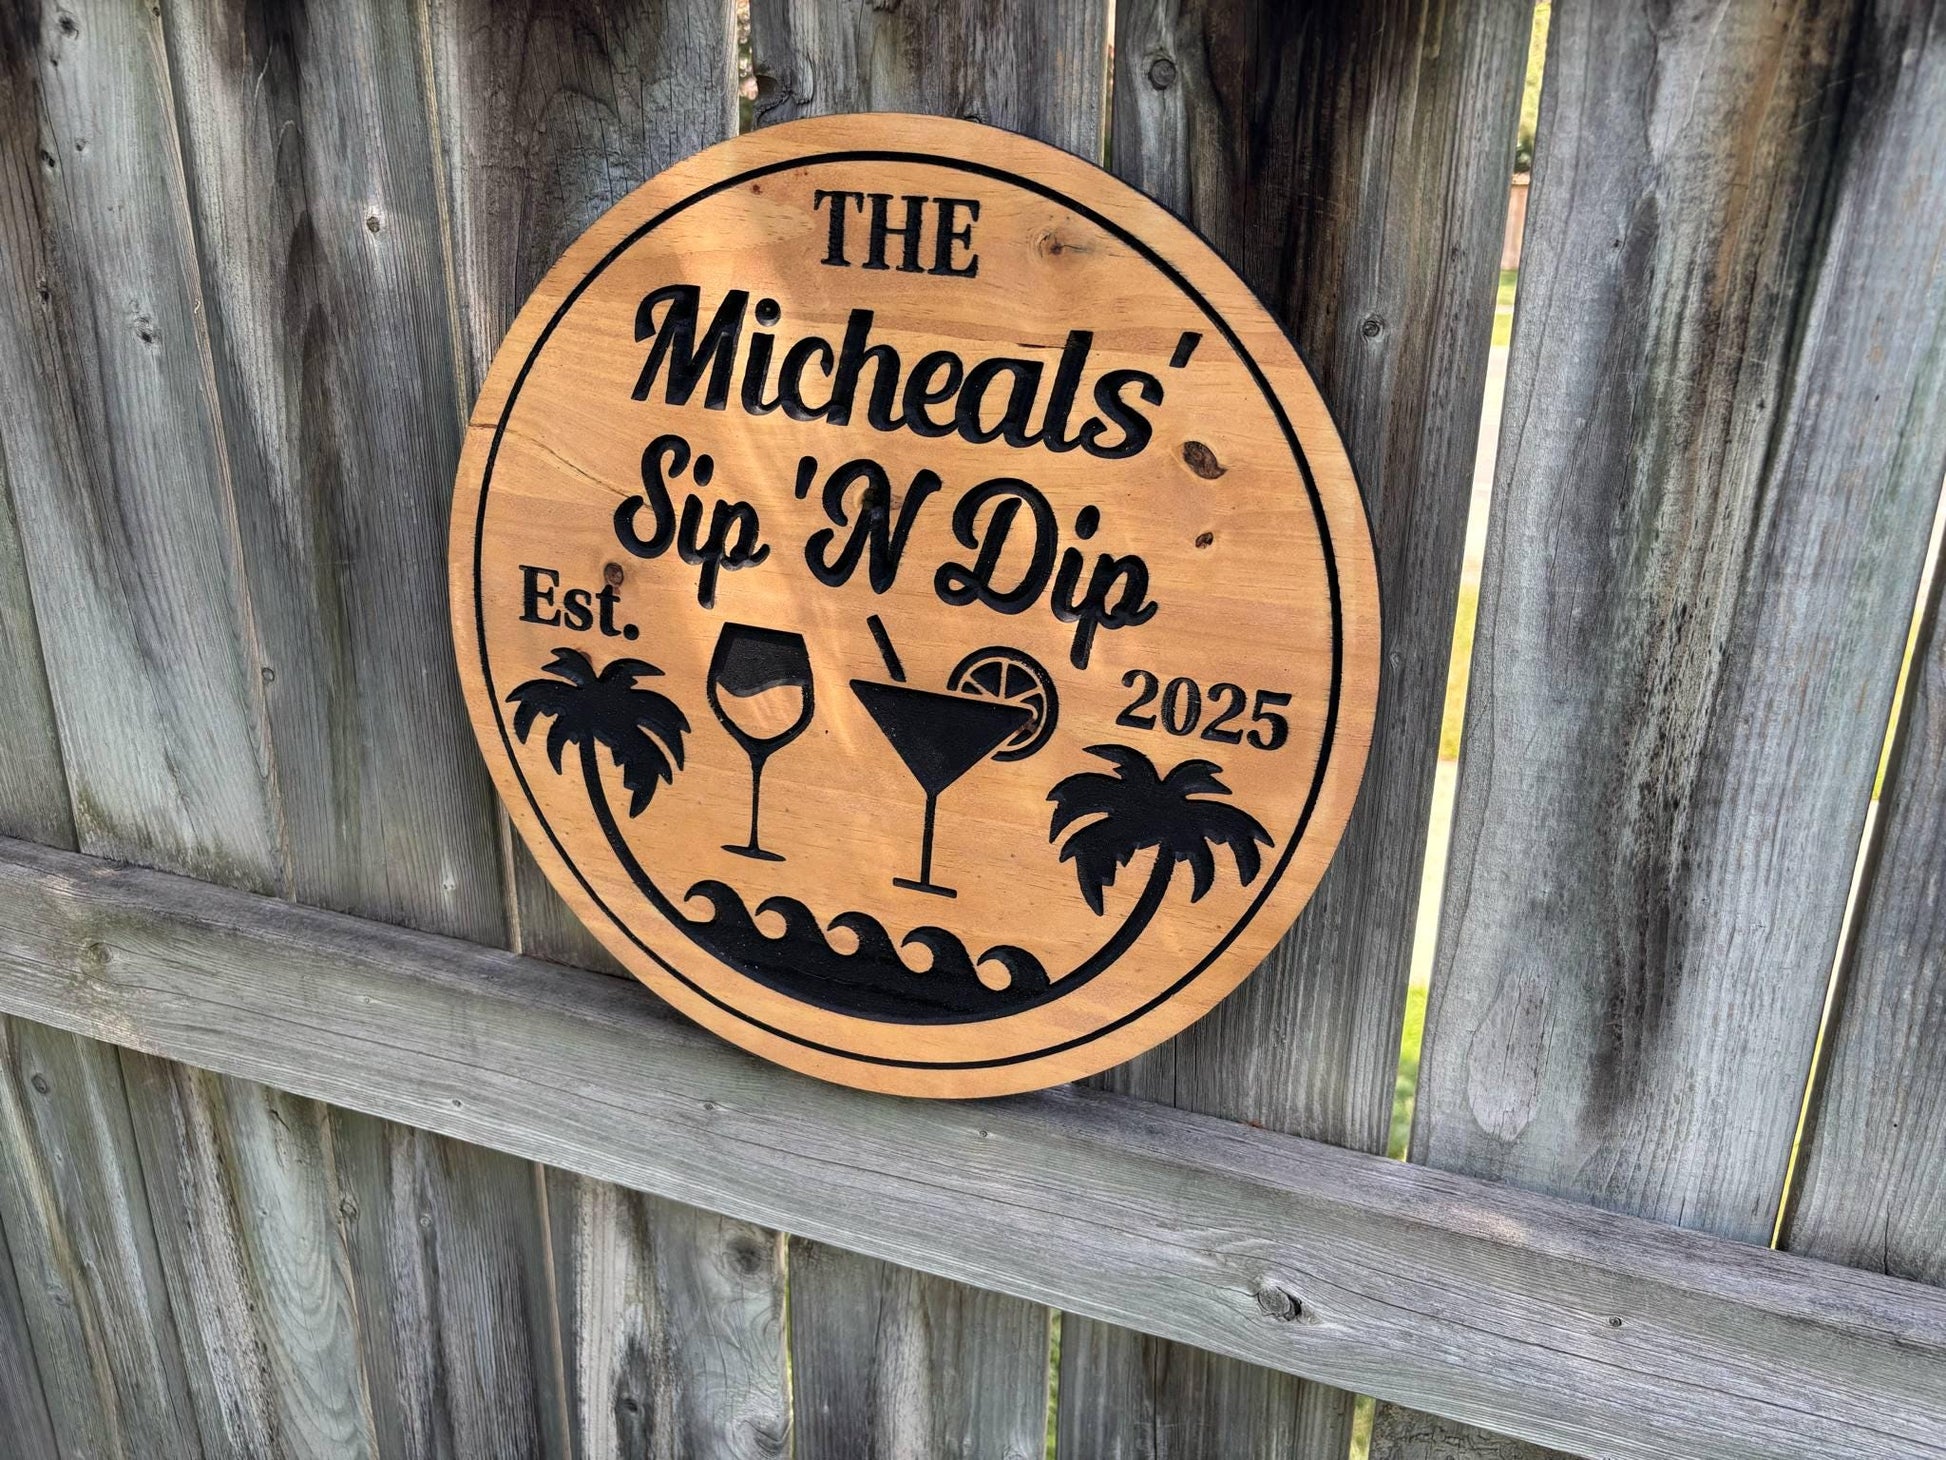 THE
Micheals'
Sip 'N Dip
Est.
2025